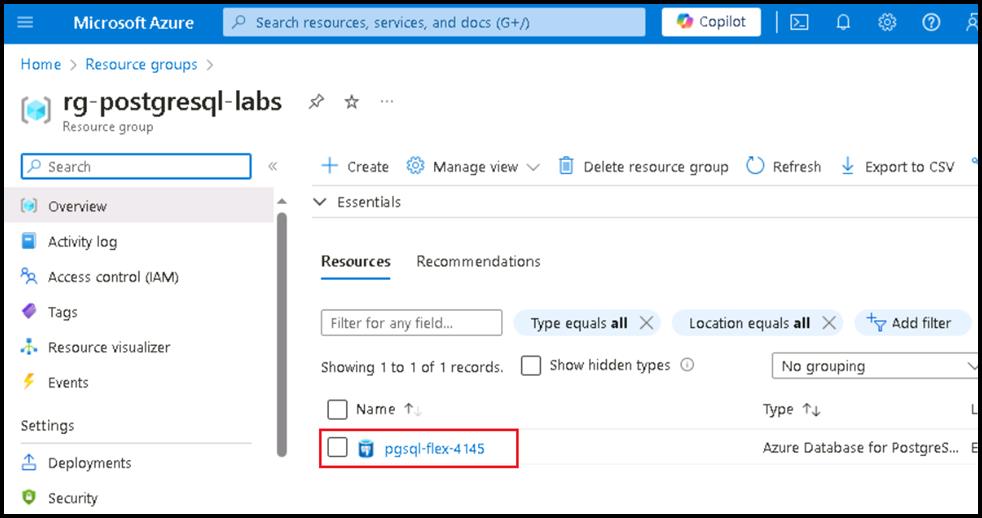 Microsoft Azure
Search resources, services, and docs (G+/)
Copilot
Home > Resource groups >
rg-postgresql-labs
Resource group
Search
Overview
Activity log
Access control (IAM)
Tags
Resource visualizer
Events
Settings
Deployments
Security
Create
Manage view
Delete resource group
Refresh
Export to CSV
Essentials
Resources Recommendations
Filter for any field...
Type equals all
Location equals all
Add filter
Showing 1 to 1 of 1 records.
Show hidden types
No grouping
Name
Type
pgsql-flex-4145
Azure Database for PostgreS...